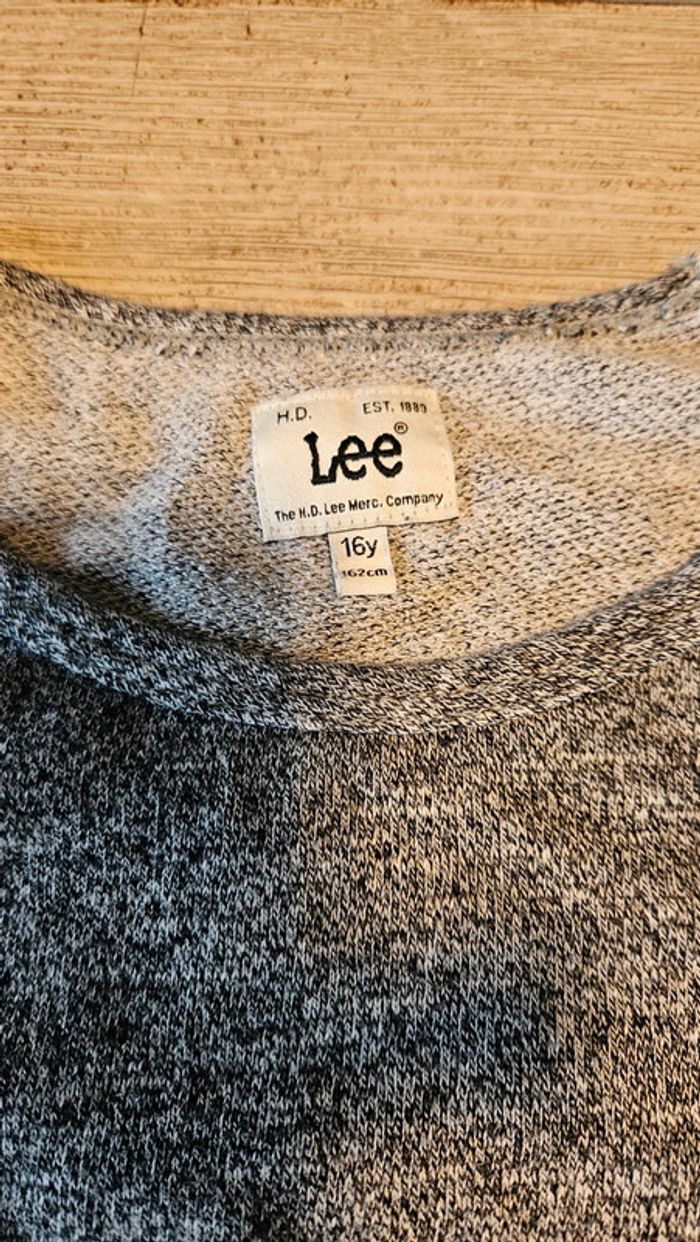 H.D. EST. 1889
Lee®
The H.D. Lee Merc. Company
16y
162cm